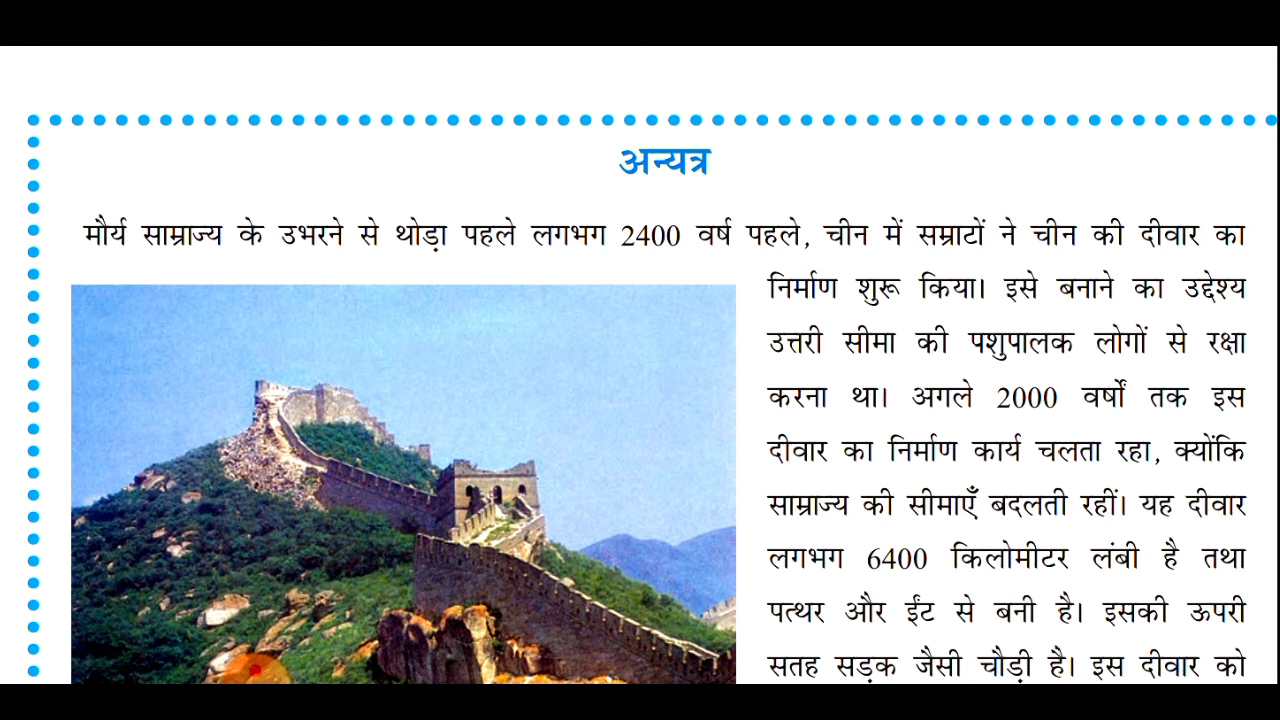 अन्यत्र
मौर्य साम्राज्य के उभरने से थोड़ा पहले लगभग 2400 वर्ष पहले, चीन में सम्राटों ने चीन की दीवार का
निर्माण शुरू किया। इसे बनाने का उद्देश्य
उत्तरी सीमा की पशुपालक लोगों से रक्षा
करना था। अगले 2000 वर्षों तक इस
दीवार का निर्माण कार्य चलता रहा, क्योंकि
साम्राज्य की सीमाएँ बदलती रहीं। यह दीवार
लगभग 6400 किलोमीटर लंबी है तथा
पत्थर और ईंट से बनी है। इसकी ऊपरी
सतह सड़क जैसी चौड़ी है। इस दीवार को